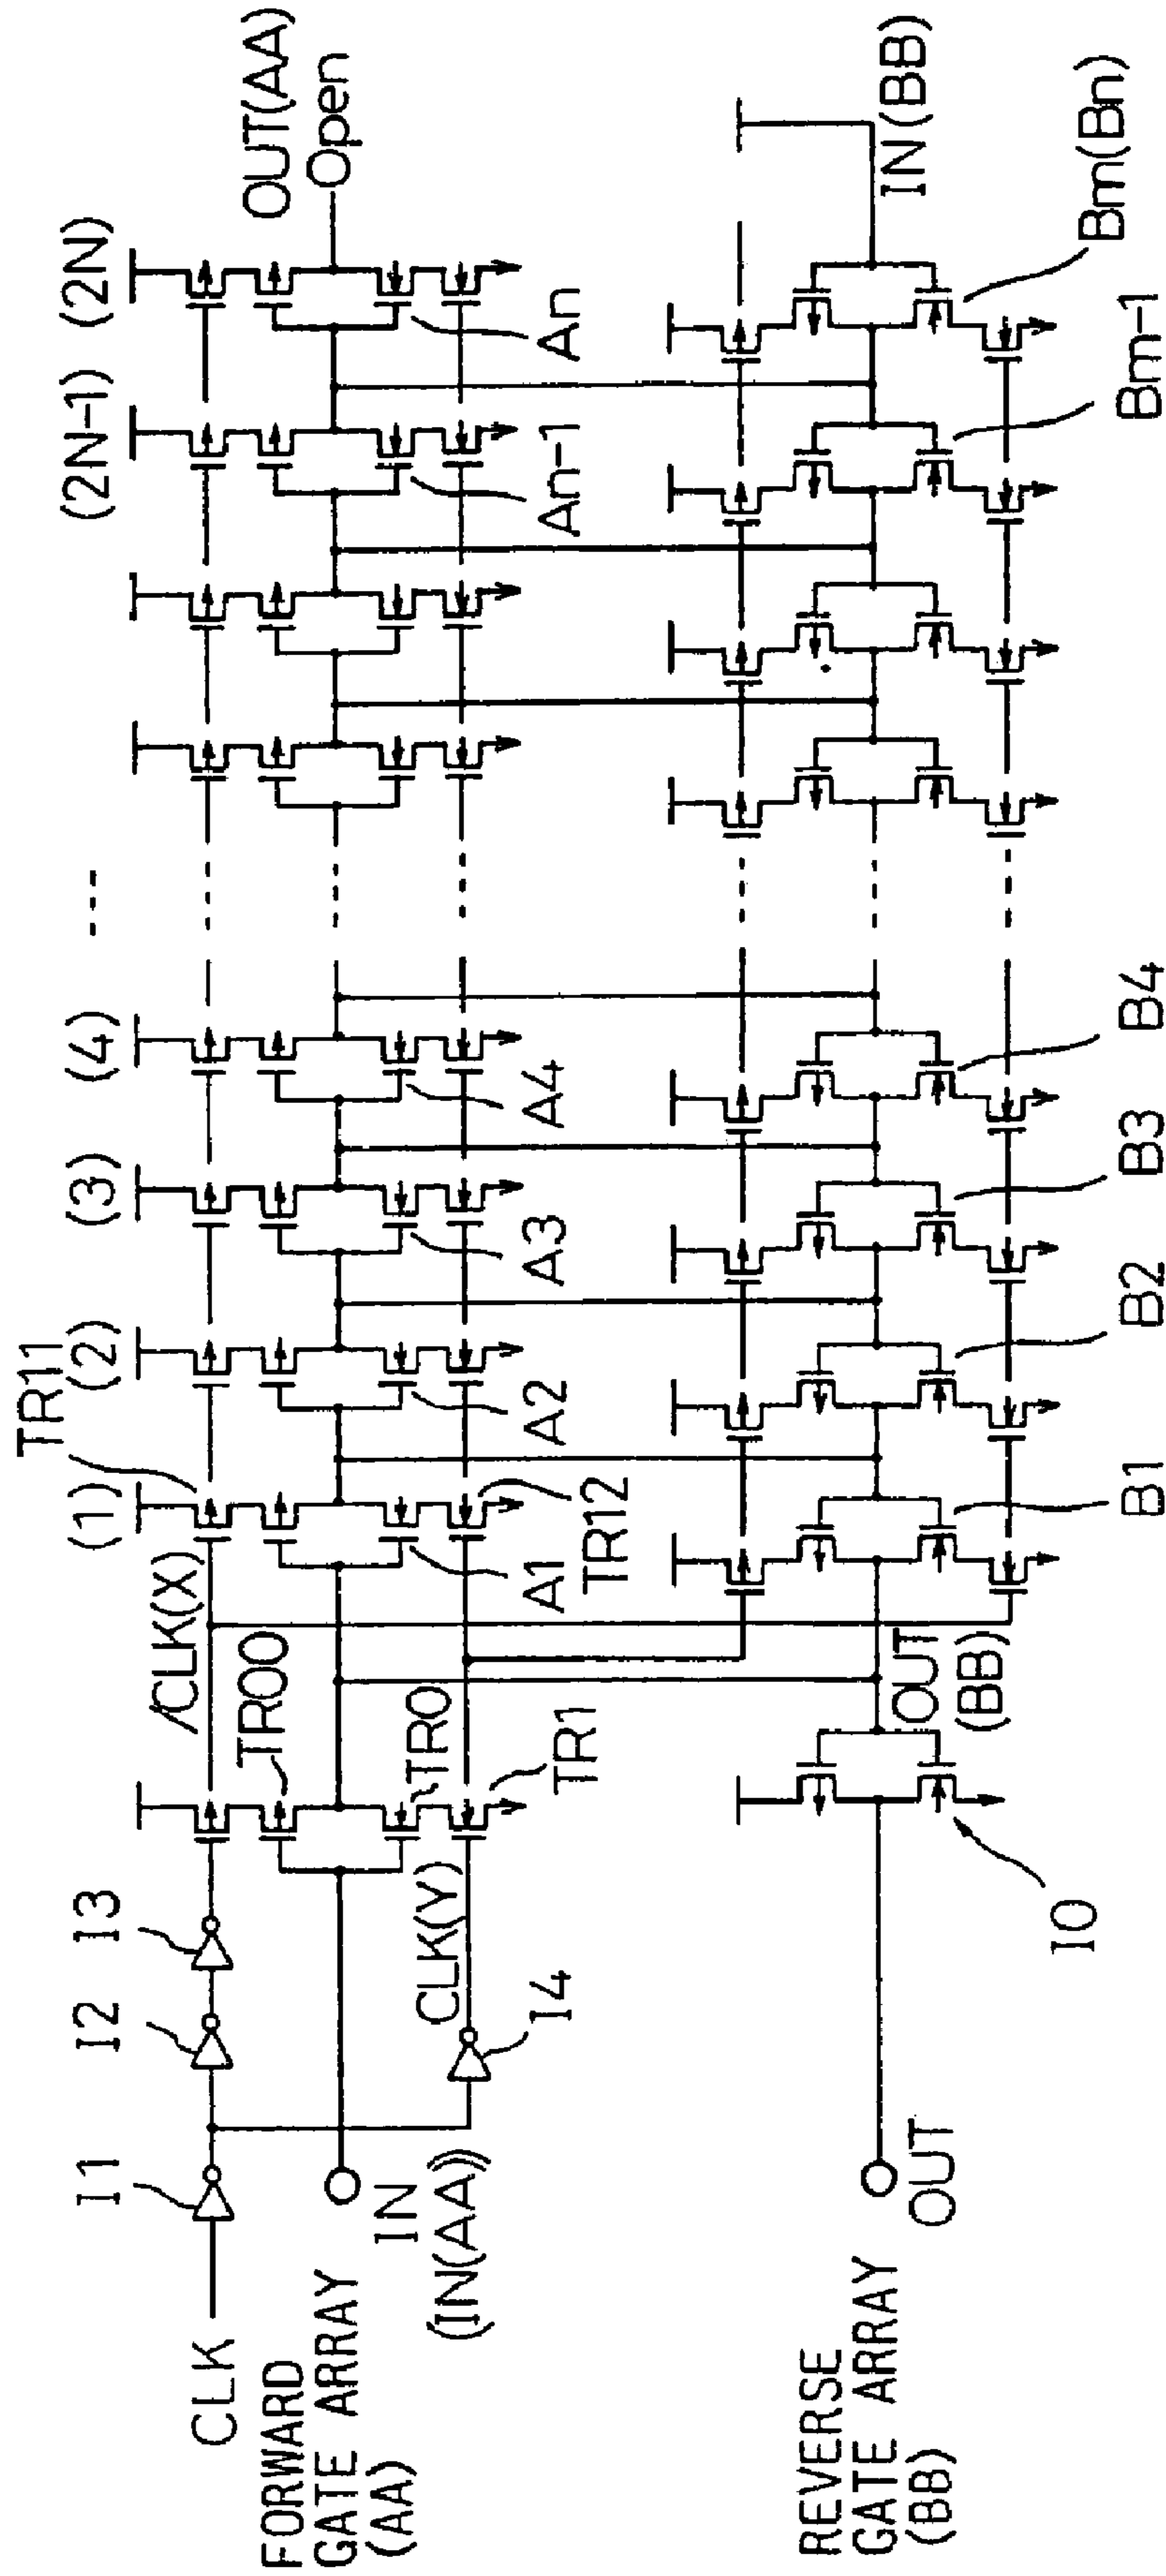 FORWARD
GATE ARRAY
(AA)
CLK
I1
I2
I3
I4
IN
(IN(AA))
CLK(Y)
/CLK(X)
TR00
TR0
TR1
TR11
TR12
(1)
(2)
(3)
(4)
---
(2N-1)
(2N)
A1
A2
A3
A4
An-1
An
OUT(AA)
Open
REVERSE
GATE ARRAY
(BB)
OUT
I0
OUT
(BB)
B1
B2
B3
B4
Bm-1
Bm(Bn)
IN(BB)